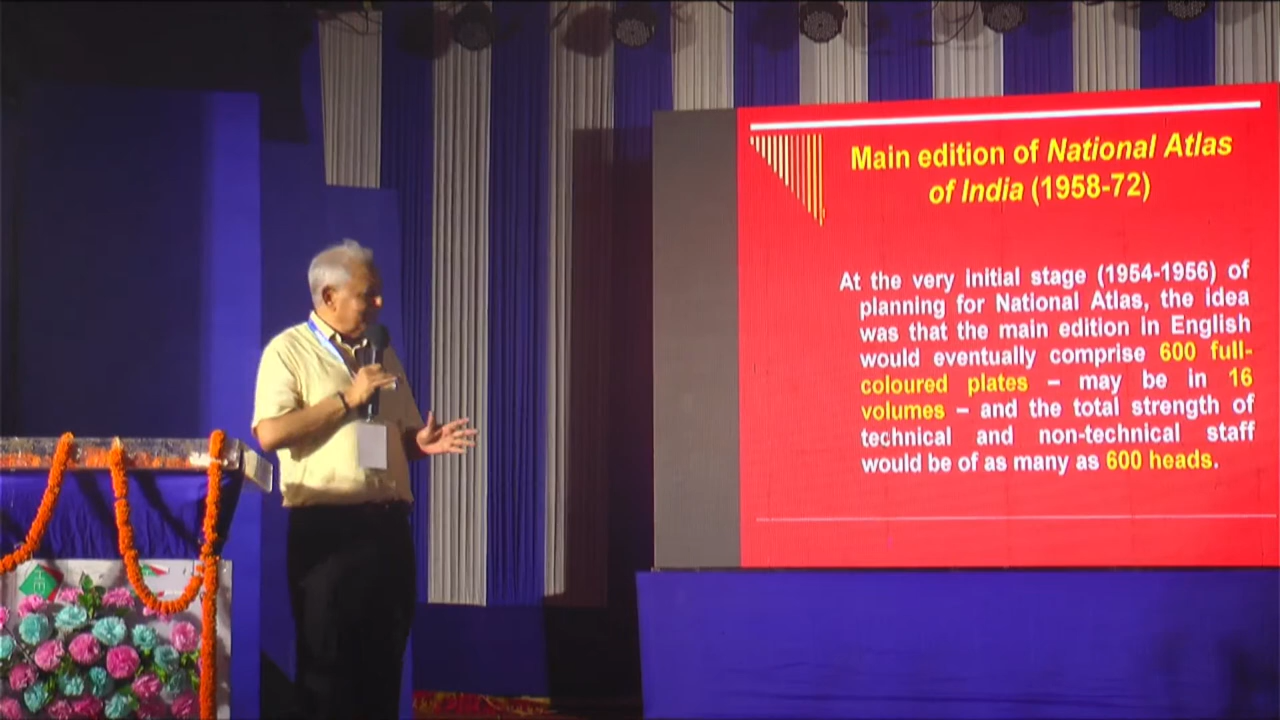 Main edition of National Atlas
of India (1958-72)
At the very initial stage (1954-1956) of
planning for National Atlas, the idea
was that the main edition in English
would eventually comprise 600 full-
coloured plates – may be in 16
volumes – and the total strength of
technical and non-technical staff
would be of as many as 600 heads.